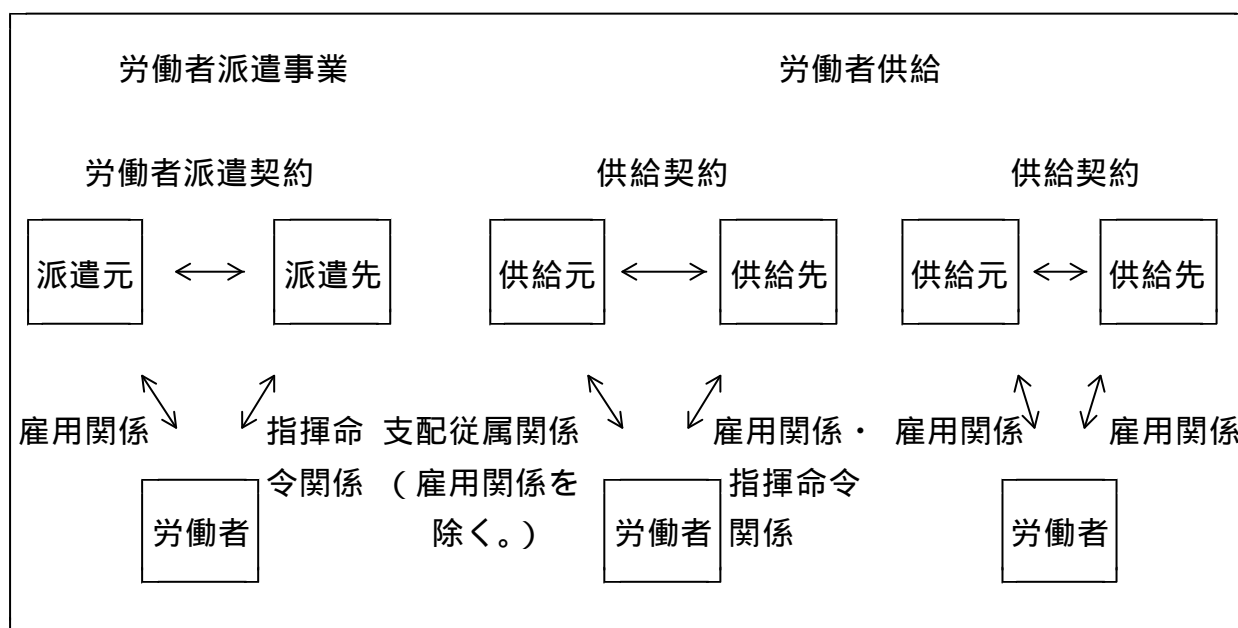 労働者派遣事業
労働者供給
労働者派遣契約
供給契約
供給契約
派遣元
派遣先
供給元
供給先
供給元
供給先
雇用関係
指揮命
令関係
支配従属関係
(雇用関係を
除く。)
雇用関係・
指揮命令
関係
雇用関係
雇用関係
労働者
労働者
労働者